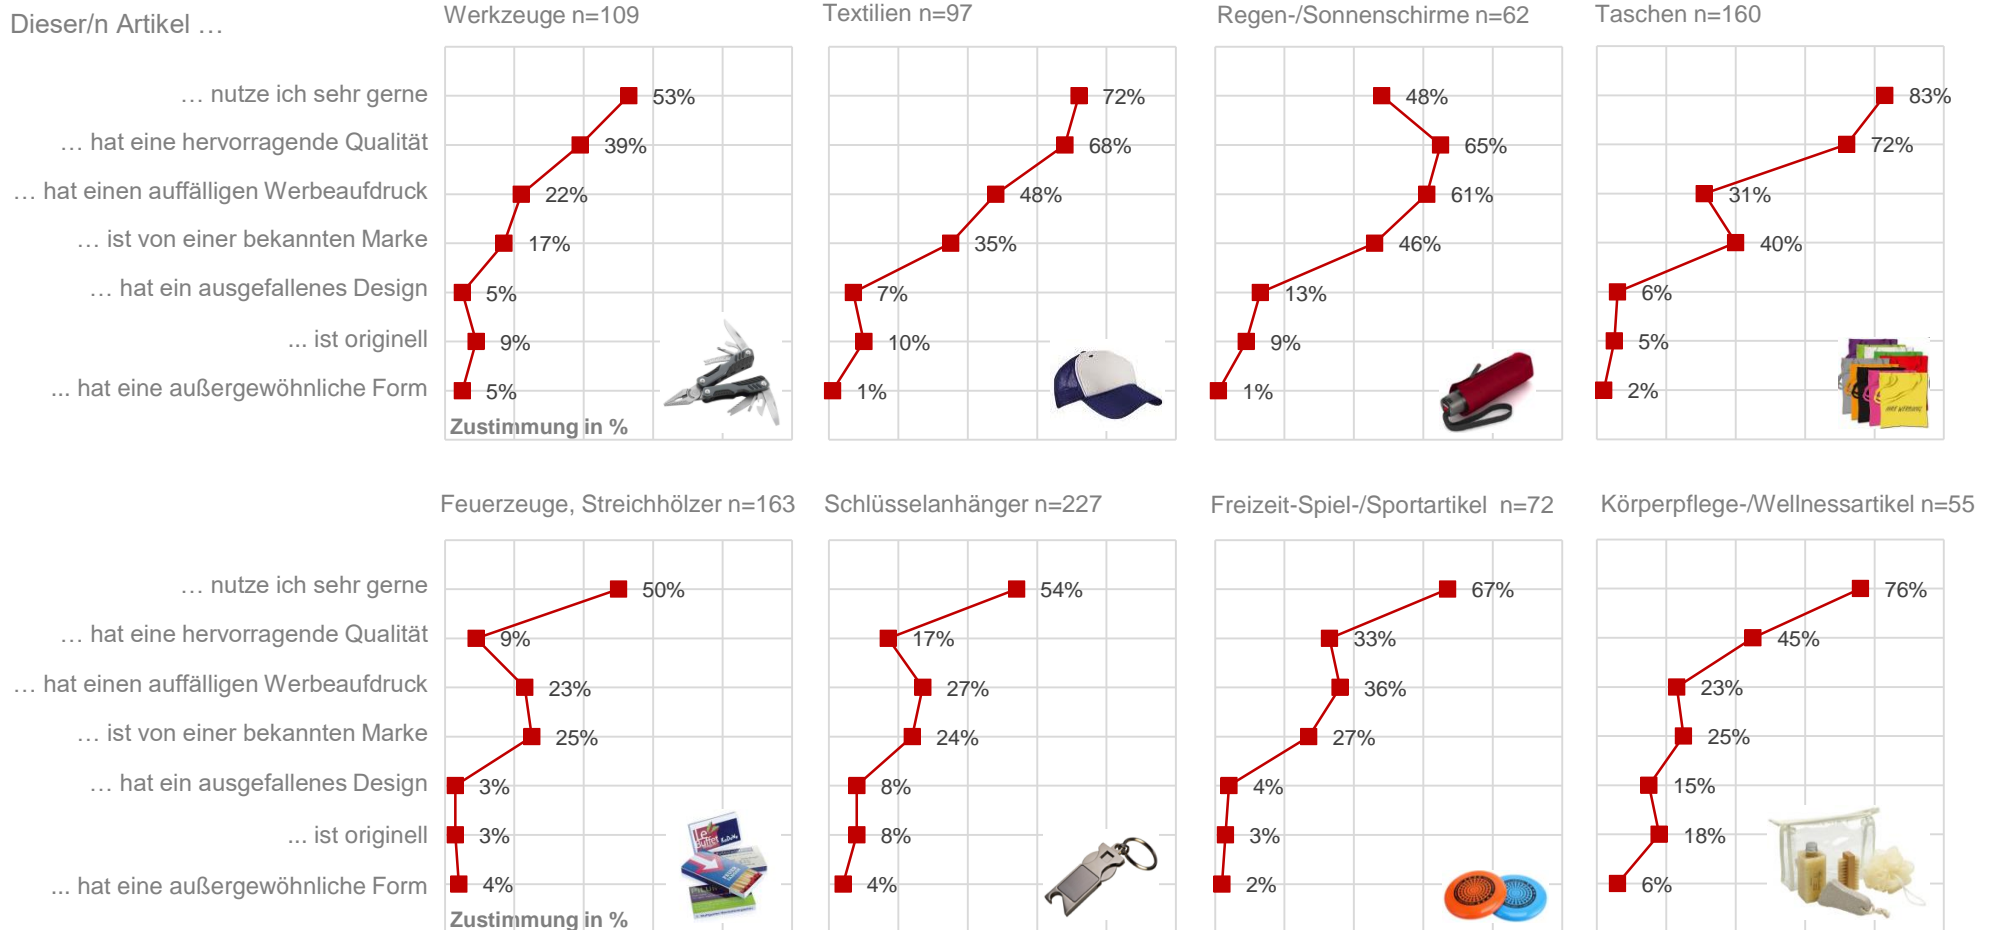 Dieser/n Artikel …
Werkzeuge n=109
Textilien n=97
Regen-/Sonnenschirme n=62
Taschen n=160
… nutze ich sehr gerne
53%
72%
48%
83%
… hat eine hervorragende Qualität
39%
68%
65%
72%
… hat einen auffälligen Werbeaufdruck
22%
48%
61%
31%
… ist von einer bekannten Marke
17%
35%
46%
40%
… hat ein ausgefallenes Design
5%
7%
13%
6%
... ist originell
9%
10%
9%
5%
... hat eine außergewöhnliche Form
5%
1%
1%
2%
Zustimmung in %
Feuerzeuge, Streichhölzer n=163
Schlüsselanhänger n=227
Freizeit-Spiel-/Sportartikel n=72
Körperpflege-/Wellnessartikel n=55
… nutze ich sehr gerne
50%
54%
67%
76%
… hat eine hervorragende Qualität
9%
17%
33%
45%
… hat einen auffälligen Werbeaufdruck
23%
27%
36%
23%
… ist von einer bekannten Marke
25%
24%
27%
25%
… hat ein ausgefallenes Design
3%
8%
4%
15%
... ist originell
3%
8%
3%
18%
... hat eine außergewöhnliche Form
4%
4%
2%
6%
Le
Buffet
Zustimmung in %